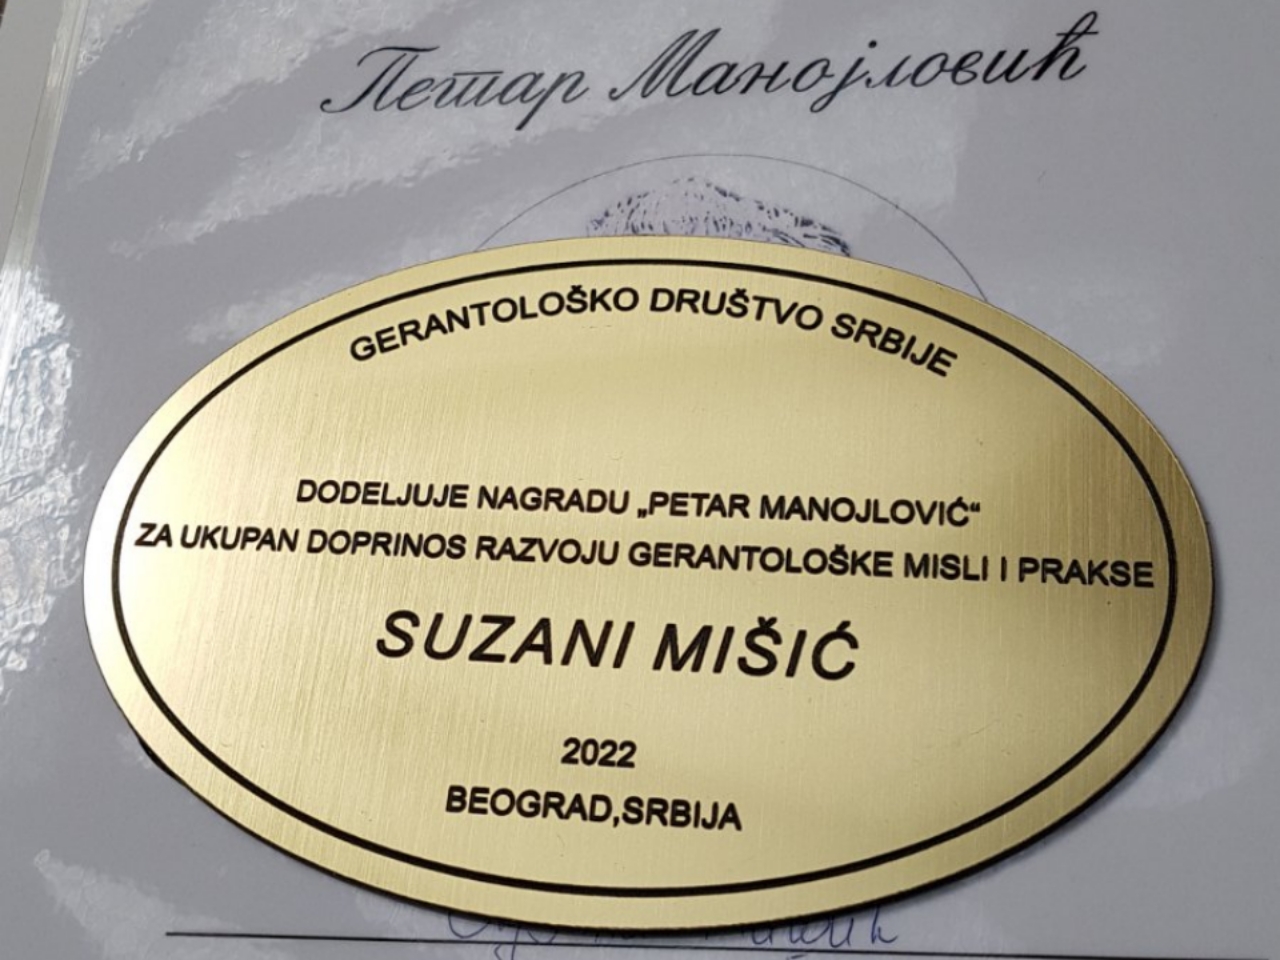 Петар Манојловић
GERANTOLOŠKO DRUŠTVO SRBIJE
DODELJUJE NAGRADU „PETAR MANOJLOVIĆ“
ZA UKUPAN DOPRINOS RAZVOJU GERANTOLOŠKE MISLI I PRAKSE
SUZANI MIŠIĆ
2022
BEOGRAD,SRBIJA